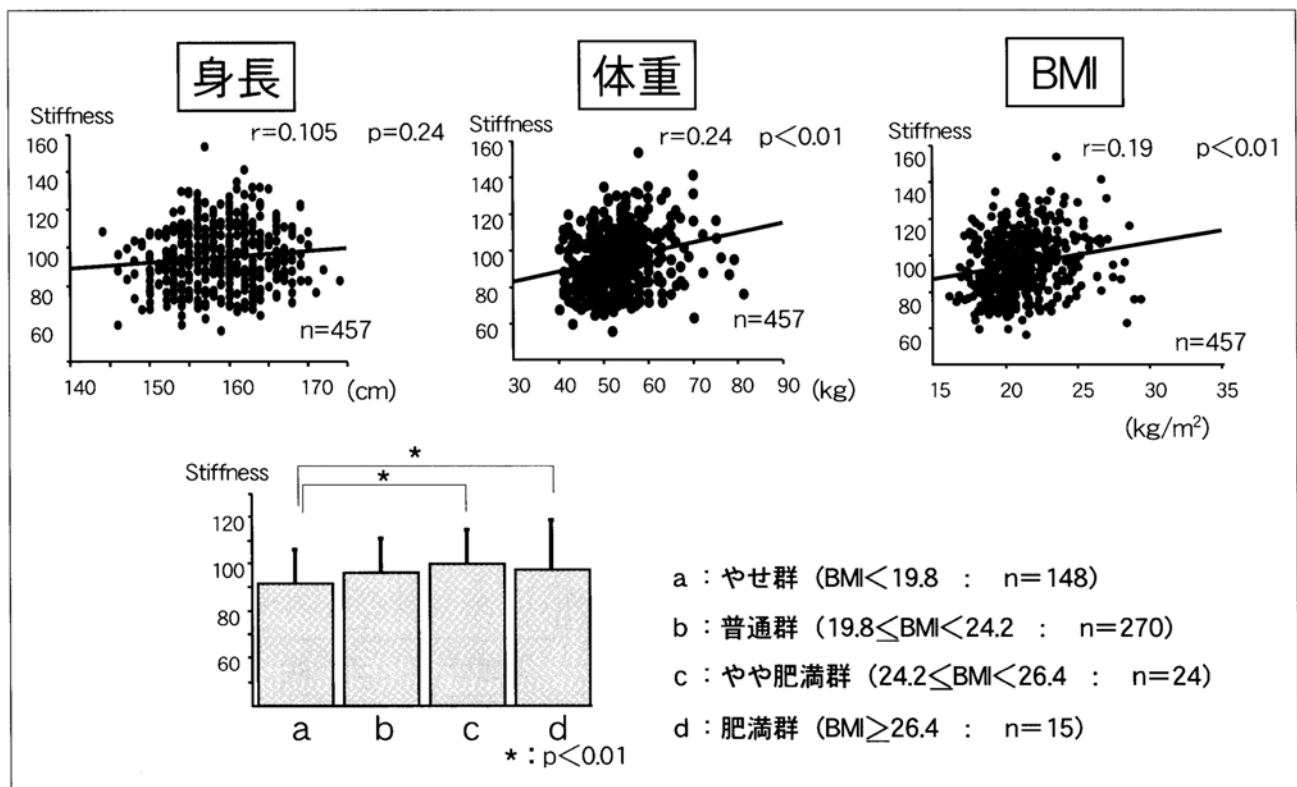 身長
Stiffness
r=0.105 p=0.24
160
140
120
100
80
60
n=457
140 150 160 170 (cm)
体重
Stiffness
r=0.24 p<0.01
160
140
120
100
80
60
n=457
30 40 50 60 70 80 90 (kg)
BMI
Stiffness
r=0.19 p<0.01
160
140
120
100
80
60
n=457
15 20 25 30 35
(kg/m²)
Stiffness
* 
*
120
100
80
60
a b c d
*:p<0.01
a:やせ群(BMI<19.8 : n=148)
b:普通群(19.8≦BMI<24.2 : n=270)
c:やや肥満群(24.2≦BMI<26.4 : n=24)
d:肥満群(BMI≧26.4 : n=15)